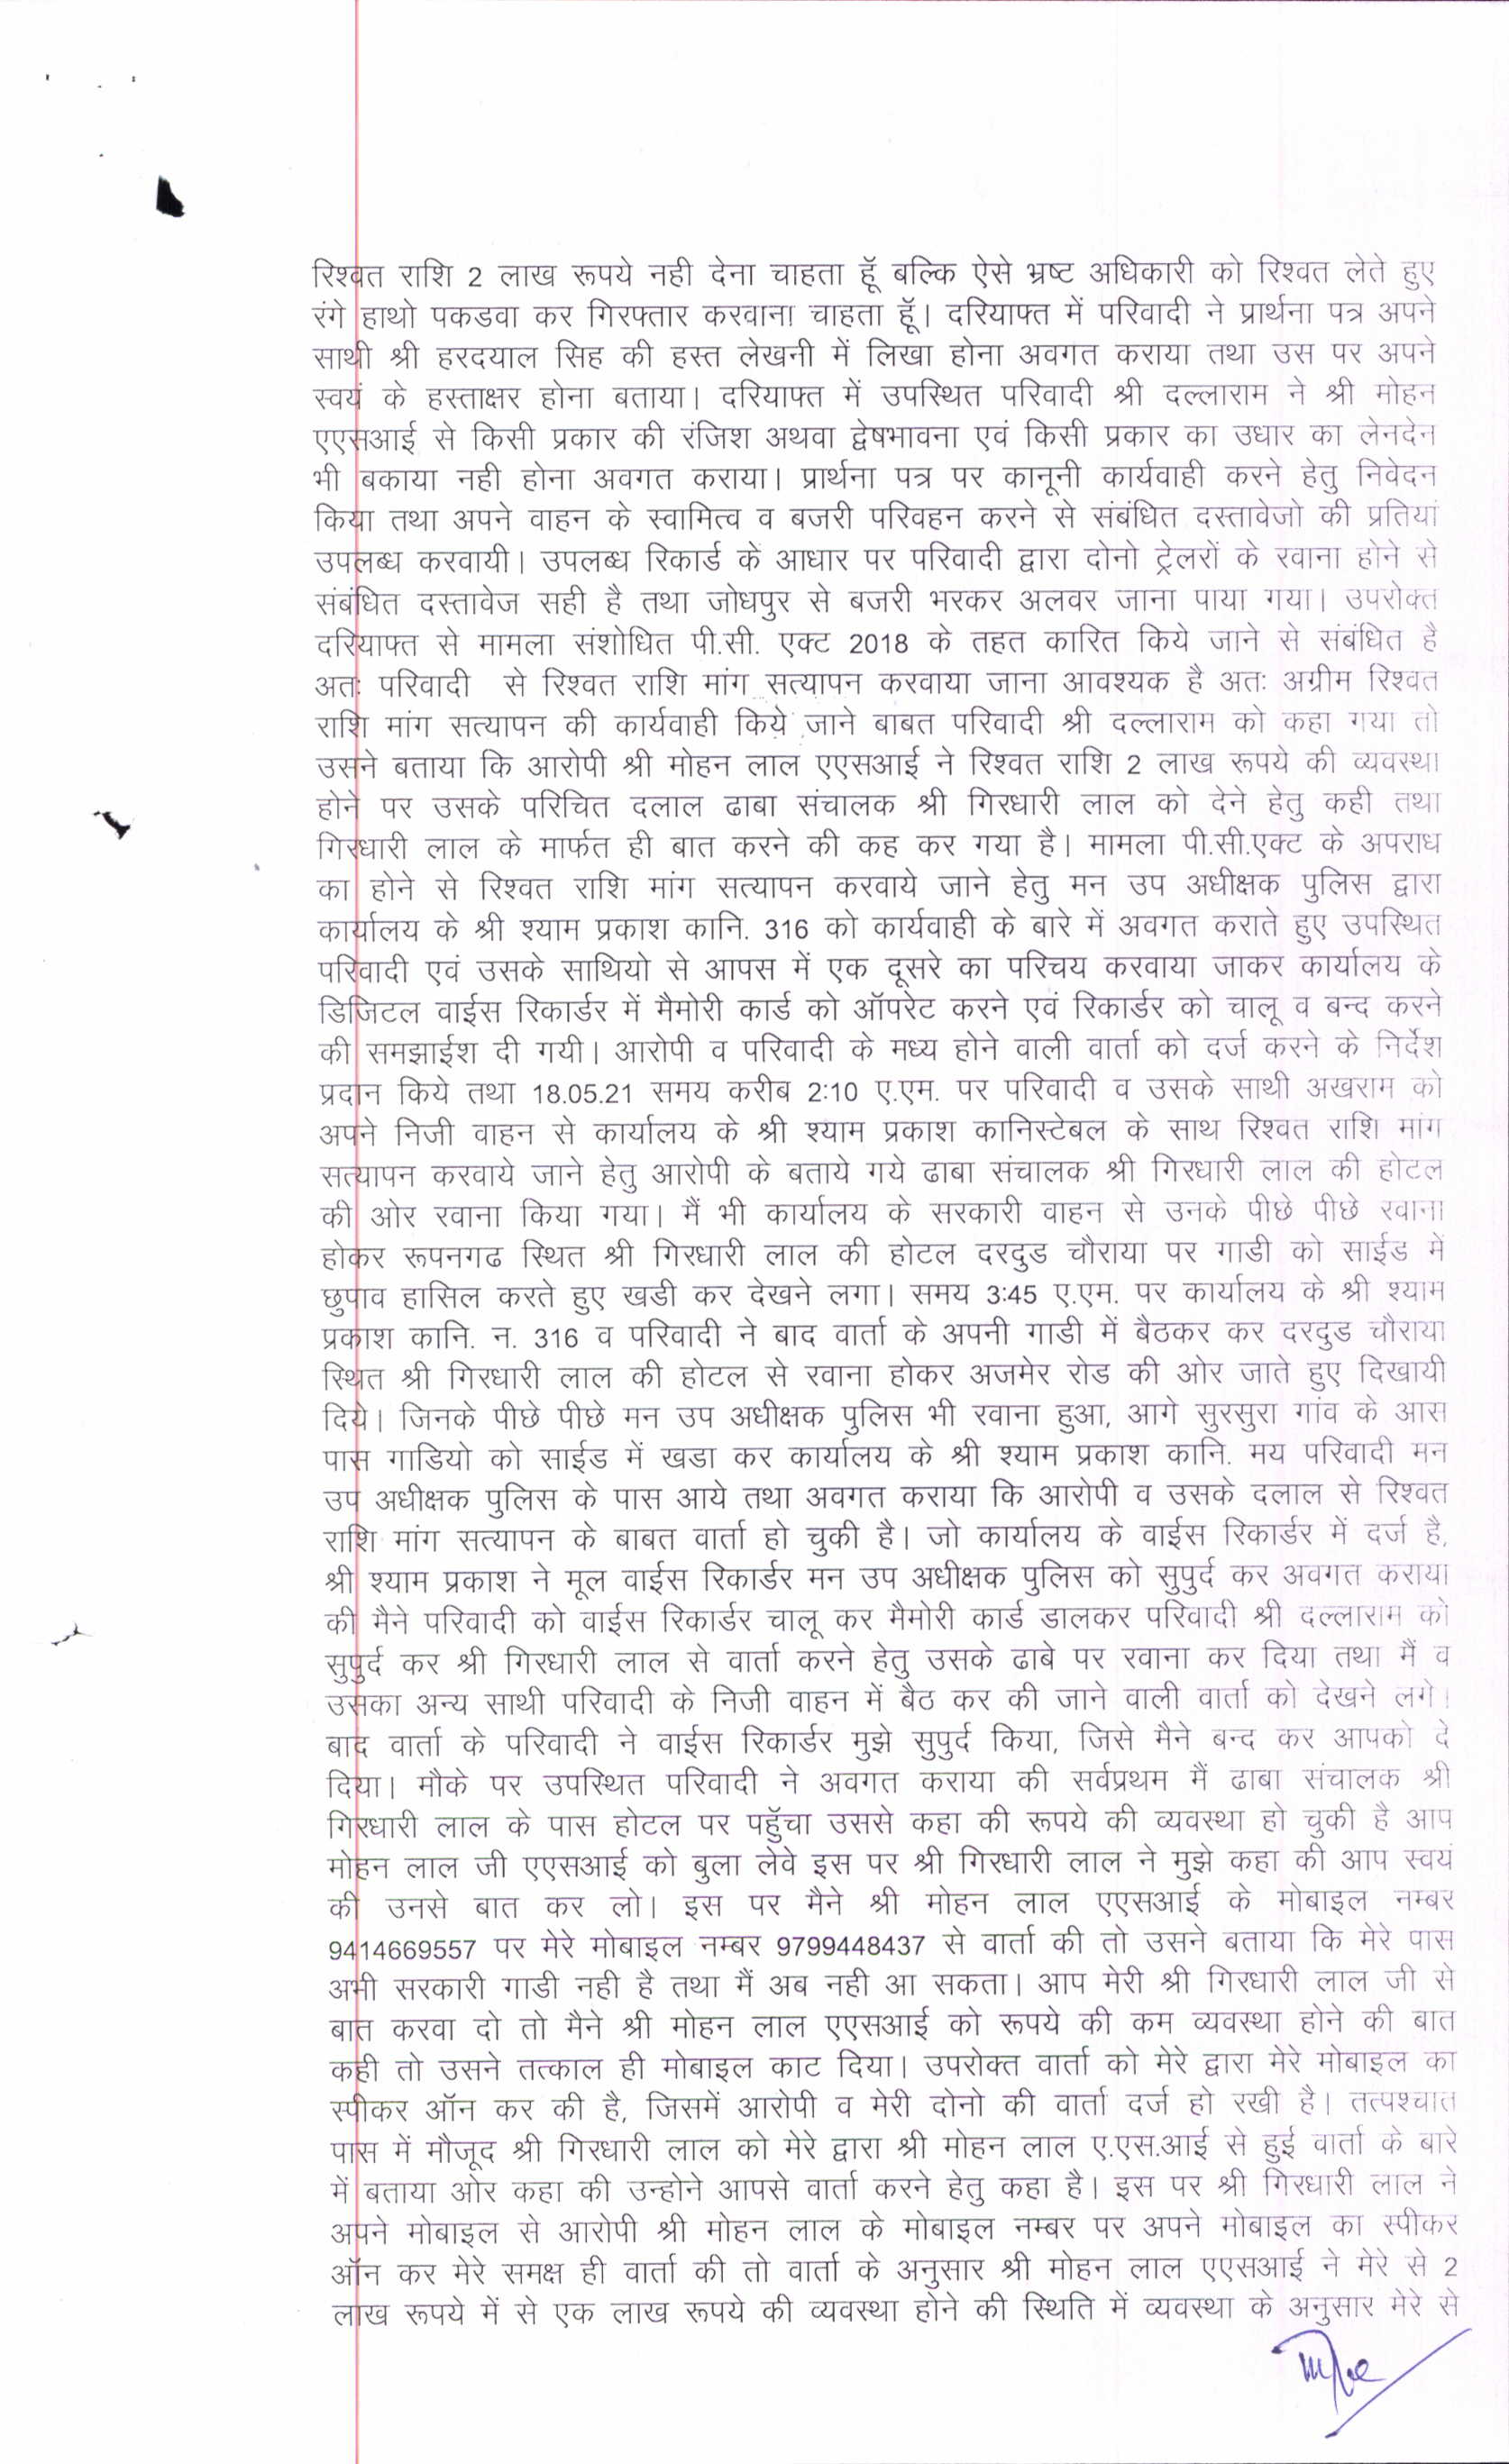 रिश्वत राशि 2 लाख रूपये नही देना चाहता हूॅ बल्कि ऐसे भ्रष्ट अधिकारी को रिश्वत लेते हुए
रंगे हाथो पकडवा कर गिरफ्तार करवाना चाहता हूॅ। दरियाफ्त में परिवादी ने प्रार्थना पत्र अपने
साथी श्री हरदयाल सिह की हस्त लेखनी में लिखा होना अवगत कराया तथा उस पर अपने
स्वयं के हस्ताक्षर होना बताया। दरियाफ्त में उपस्थित परिवादी श्री दल्लाराम ने श्री मोहन
एएसआई से किसी प्रकार की रंजिश अथवा द्वेषभावना एवं किसी प्रकार का उधार का लेनदेन
भी बकाया नही होना अवगत कराया। प्रार्थना पत्र पर कानूनी कार्यवाही करने हेतु निवेदन
किया तथा अपने वाहन के स्वामित्व व बजरी परिवहन करने से संबंधित दस्तावेजो की प्रतियां
उपलब्ध करवायी। उपलब्ध रिकार्ड के आधार पर परिवादी द्वारा दोनो ट्रेलरों के रवाना होने से
संबंधित दस्तावेज सही है तथा जोधपुर से बजरी भरकर अलवर जाना पाया गया। उपरोक्त
दरियाफ्त से मामला संशोधित पी.सी. एक्ट 2018 के तहत कारित किये जाने से संबंधित है
अतः परिवादी से रिश्वत राशि मांग सत्यापन करवाया जाना आवश्यक है अतः अग्रीम रिश्वत
राशि मांग सत्यापन की कार्यवाही किये जाने बाबत परिवादी श्री दल्लाराम को कहा गया तो
उसने बताया कि आरोपी श्री मोहन लाल एएसआई ने रिश्वत राशि 2 लाख रूपये की व्यवस्था
होने पर उसके परिचित दलाल ढाबा संचालक श्री गिरधारी लाल को देने हेतु कही तथा
गिरधारी लाल के मार्फत ही बात करने की कह कर गया है। मामला पी.सी.एक्ट के अपराध
का होने से रिश्वत राशि मांग सत्यापन करवाये जाने हेतु मन उप अधीक्षक पुलिस द्वारा
कार्यालय के श्री श्याम प्रकाश कानि. 316 को कार्यवाही के बारे में अवगत कराते हुए उपस्थित
परिवादी एवं उसके साथियो से आपस में एक दूसरे का परिचय करवाया जाकर कार्यालय के
डिजिटल वाईस रिकार्डर में मैमोरी कार्ड को ऑपरेट करने एवं रिकार्डर को चालू व बन्द करने
की समझाईश दी गयी। आरोपी व परिवादी के मध्य होने वाली वार्ता को दर्ज करने के निर्देश
प्रदान किये तथा 18.05.21 समय करीब 2:10 ए.एम. पर परिवादी व उसके साथी अखराम को
अपने निजी वाहन से कार्यालय के श्री श्याम प्रकाश कानिस्टेबल के साथ रिश्वत राशि मांग
सत्यापन करवाये जाने हेतु आरोपी के बताये गये ढाबा संचालक श्री गिरधारी लाल की होटल
की ओर रवाना किया गया। मैं भी कार्यालय के सरकारी वाहन से उनके पीछे पीछे रवाना
होकर रूपनगढ स्थित श्री गिरधारी लाल की होटल दरदुड चौराया पर गाडी को साईड में
छुपाव हासिल करते हुए खडी कर देखने लगा। समय 3:45 ए.एम. पर कार्यालय के श्री श्याम
प्रकाश कानि. न. 316 व परिवादी ने बाद वार्ता के अपनी गाडी में बैठकर कर दरदुड चौराया
स्थित श्री गिरधारी लाल की होटल से रवाना होकर अजमेर रोड की ओर जाते हुए दिखायी
दिये। जिनके पीछे पीछे मन उप अधीक्षक पुलिस भी रवाना हुआ, आगे सुरसुरा गांव के आस
पास गाडियो को साईड में खडा कर कार्यालय के श्री श्याम प्रकाश कानि. मय परिवादी मन
उप अधीक्षक पुलिस के पास आये तथा अवगत कराया कि आरोपी व उसके दलाल से रिश्वत
राशि मांग सत्यापन के बाबत वार्ता हो चुकी है। जो कार्यालय के वाईस रिकार्डर में दर्ज है,
श्री श्याम प्रकाश ने मूल वाईस रिकार्डर मन उप अधीक्षक पुलिस को सुपुर्द कर अवगत कराया
की मैने परिवादी को वाईस रिकार्डर चालू कर मैमोरी कार्ड डालकर परिवादी श्री दल्लाराम को
सुपुर्द कर श्री गिरधारी लाल से वार्ता करने हेतु उसके ढाबे पर रवाना कर दिया तथा मैं व
उसका अन्य साथी परिवादी के निजी वाहन में बैठ कर की जाने वाली वार्ता को देखने लगे।
बाद वार्ता के परिवादी ने वाईस रिकार्डर मुझे सुपुर्द किया, जिसे मैने बन्द कर आपको दे
दिया। मौके पर उपस्थित परिवादी ने अवगत कराया की सर्वप्रथम मैं ढाबा संचालक श्री
गिरधारी लाल के पास होटल पर पहुॅचा उससे कहा की रूपये की व्यवस्था हो चुकी है आप
मोहन लाल जी एएसआई को बुला लेवे इस पर श्री गिरधारी लाल ने मुझे कहा की आप स्वयं
की उनसे बात कर लो। इस पर मैने श्री मोहन लाल एएसआई के मोबाइल नम्बर
9414669557 पर मेरे मोबाइल नम्बर 9799448437 से वार्ता की तो उसने बताया कि मेरे पास
अभी सरकारी गाडी नही है तथा मैं अब नही आ सकता। आप मेरी श्री गिरधारी लाल जी से
बात करवा दो तो मैने श्री मोहन लाल एएसआई को रूपये की कम व्यवस्था होने की बात
कही तो उसने तत्काल ही मोबाइल काट दिया। उपरोक्त वार्ता को मेरे द्वारा मेरे मोबाइल का
स्पीकर ऑन कर की है, जिसमें आरोपी व मेरी दोनो की वार्ता दर्ज हो रखी है। तत्पश्चात
पास में मौजूद श्री गिरधारी लाल को मेरे द्वारा श्री मोहन लाल ए.एस.आई से हुई वार्ता के बारे
में बताया ओर कहा की उन्होने आपसे वार्ता करने हेतु कहा है। इस पर श्री गिरधारी लाल ने
अपने मोबाइल से आरोपी श्री मोहन लाल के मोबाइल नम्बर पर अपने मोबाइल का स्पीकर
ऑन कर मेरे समक्ष ही वार्ता की तो वार्ता के अनुसार श्री मोहन लाल एएसआई ने मेरे से 2
लाख रूपये में से एक लाख रूपये की व्यवस्था होने की स्थिति में व्यवस्था के अनुसार मेरे से